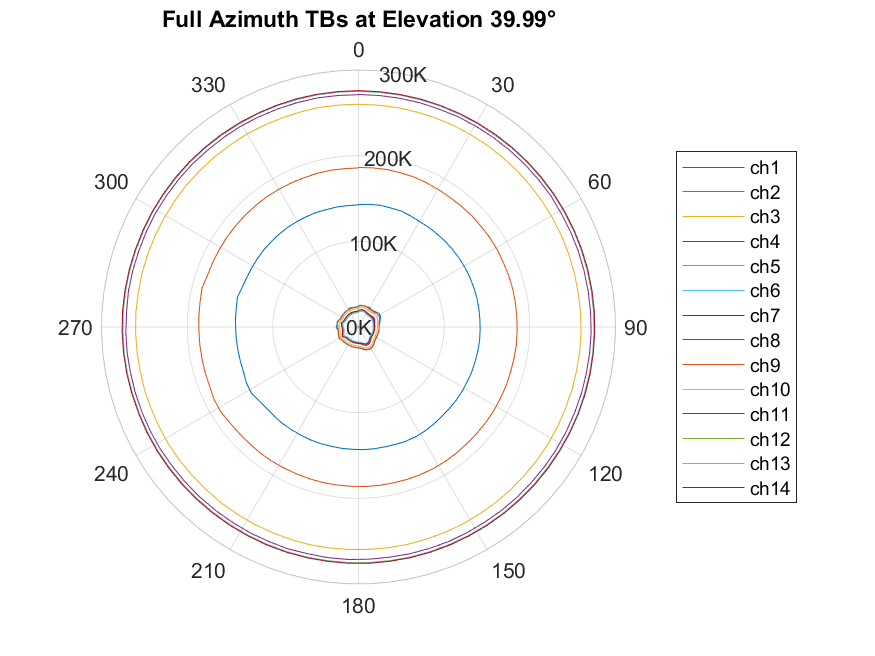 Full Azimuth TBs at Elevation 39.99°
0
330
30
300K
300
60
200K
100K
270
0K
90
240
120
210
150
180
ch1
ch2
ch3
ch4
ch5
ch6
ch7
ch8
ch9
ch10
ch11
ch12
ch13
ch14